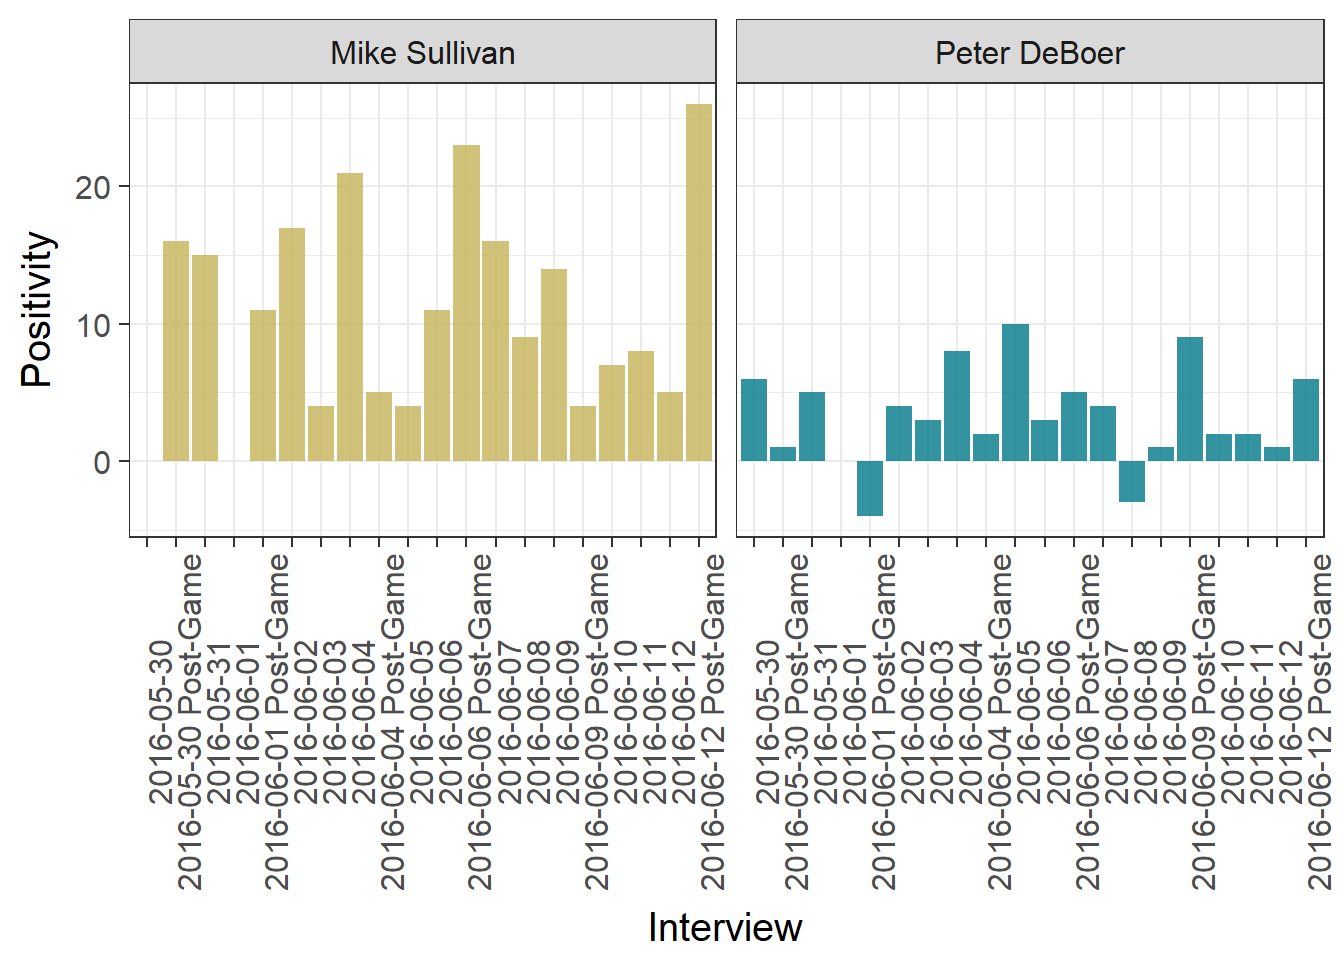 Mike Sullivan
Peter DeBoer
Positivity
20
10
0
2016-05-30
2016-05-30 Post-Game
2016-05-31
2016-06-01
2016-06-01 Post-Game
2016-06-02
2016-06-03
2016-06-04
2016-06-04 Post-Game
2016-06-05
2016-06-06
2016-06-06 Post-Game
2016-06-07
2016-06-08
2016-06-09
2016-06-09 Post-Game
2016-06-10
2016-06-11
2016-06-12
2016-06-12 Post-Game
2016-05-30
2016-05-30 Post-Game
2016-05-31
2016-06-01
2016-06-01 Post-Game
2016-06-02
2016-06-03
2016-06-04
2016-06-04 Post-Game
2016-06-05
2016-06-06
2016-06-06 Post-Game
2016-06-07
2016-06-08
2016-06-09
2016-06-09 Post-Game
2016-06-10
2016-06-11
2016-06-12
2016-06-12 Post-Game
Interview